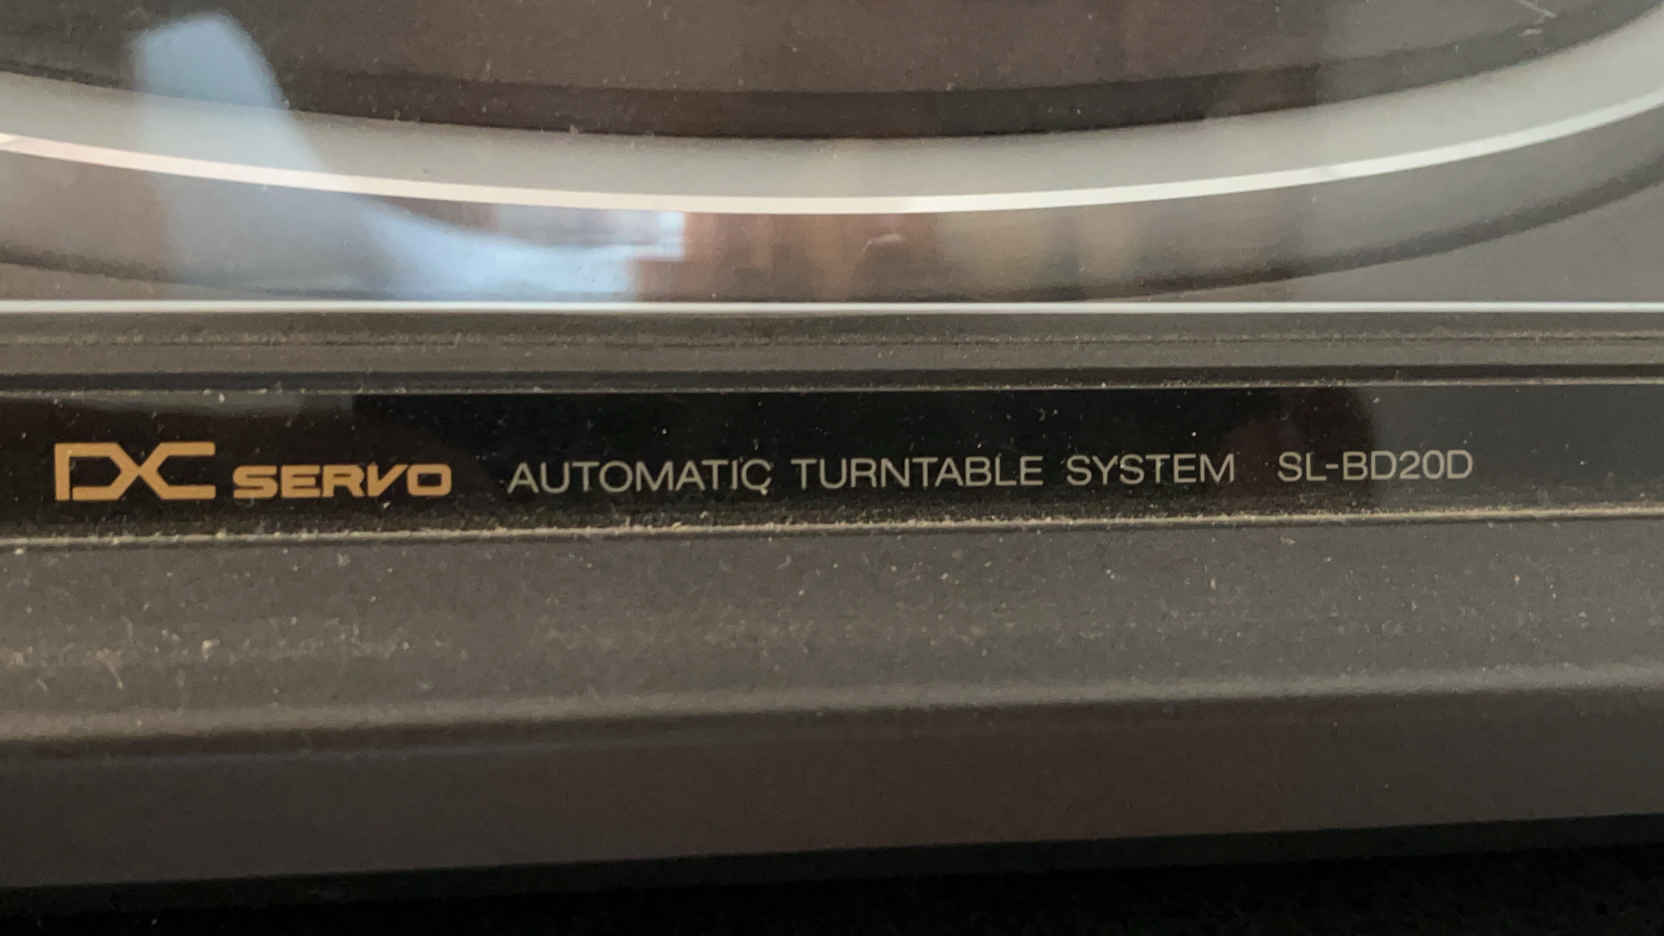 DC SERVO AUTOMATIC TURNTABLE SYSTEM SL-BD20D